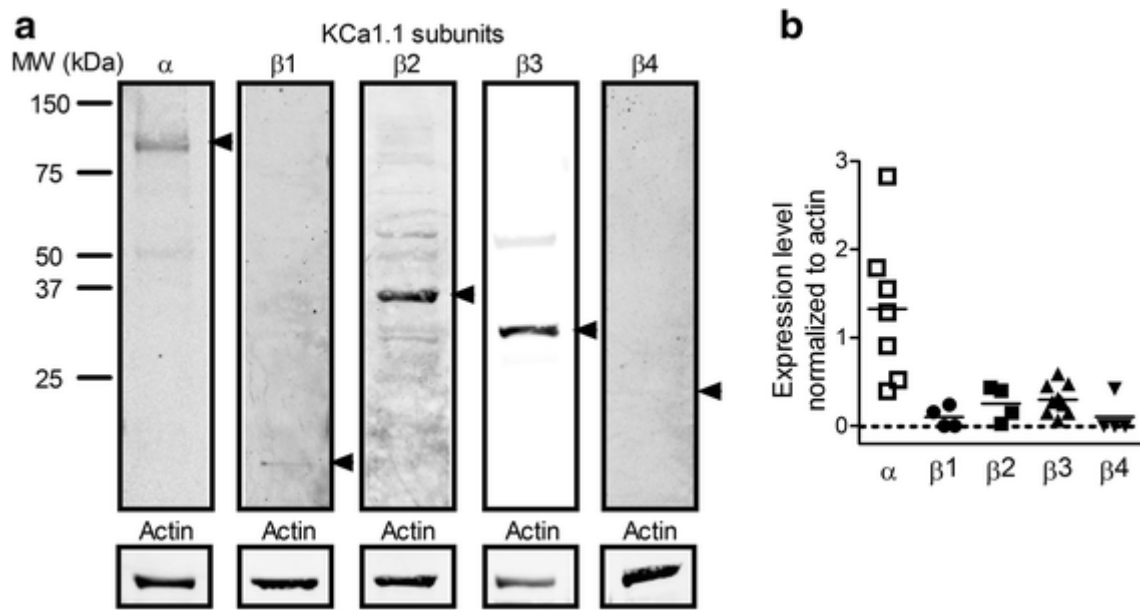 a
KCa1.1 subunits
MW (kDa) α β1 β2 β3 β4
150
75
50
37
25
Actin Actin Actin Actin Actin
b
Expression level
normalized to actin
3
2
1
0
α β1 β2 β3 β4